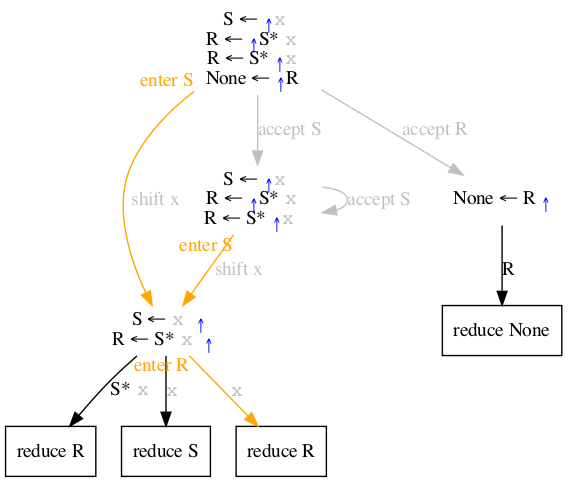 S ← ↑ x
R ← ↑ S* x
R ← S* ↑ x
None ← ↑ R
enter S
accept S
accept R
shift x
S ← ↑ x
R ← ↑ S* x
R ← S* ↑ x
accept S
None ← R ↑
enter S
shift x
R
S ← x ↑
R ← S* x ↑
reduce None
enter R
S* x
x
x
reduce R
reduce S
reduce R